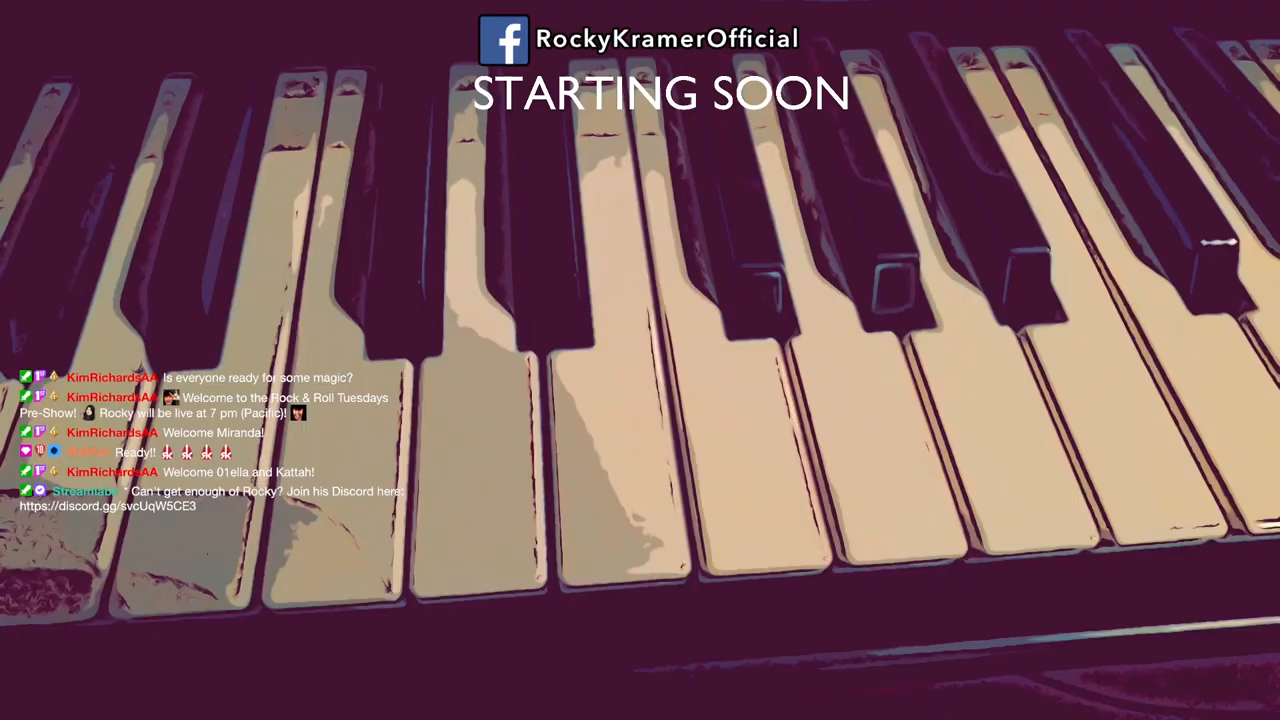 RockyKramerOfficial
STARTING SOON
KimRichardsAA Is everyone ready for some magic?
KimRichardsAA Welcome to the Rock & Roll Tuesdays
Pre-Show! Rocky will be live at 7 pm (Pacific)!
KimRichardsAA Welcome Miranda!
Ready!!
KimRichardsAA Welcome 01ella and Kattah!
Streamlabs * Can't get enough of Rocky? Join his Discord here:
https://discord.gg/svcUqW5CE3